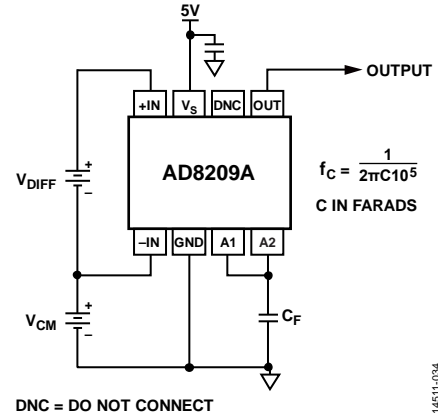 5V
OUTPUT
+IN VS DNC OUT
+
VDIFF
–
AD8209A
fC = 1 / 2πC10^5
C IN FARADS
–IN GND A1 A2
+
VCM
–
CF
DNC = DO NOT CONNECT
14511-034